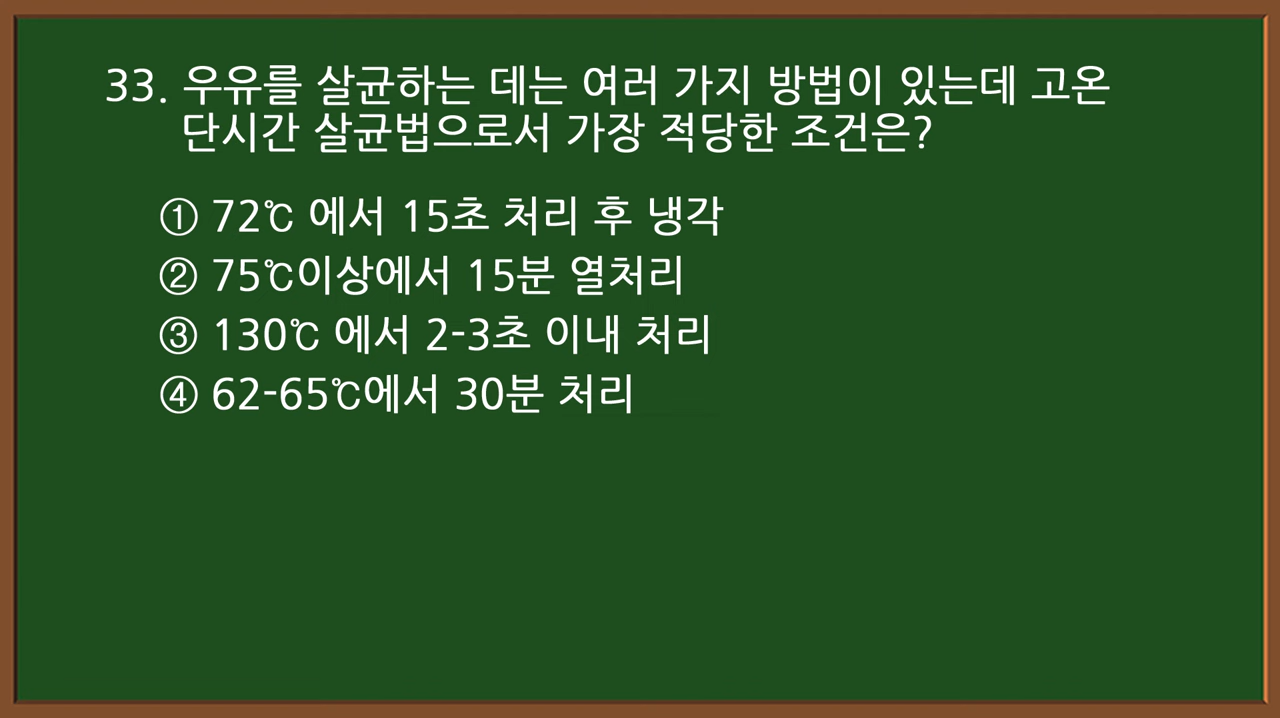 33. 우유를 살균하는 데는 여러 가지 방법이 있는데 고온
단시간 살균법으로서 가장 적당한 조건은?
① 72℃ 에서 15초 처리 후 냉각
② 75℃이상에서 15분 열처리
③ 130℃ 에서 2-3초 이내 처리
④ 62-65℃에서 30분 처리